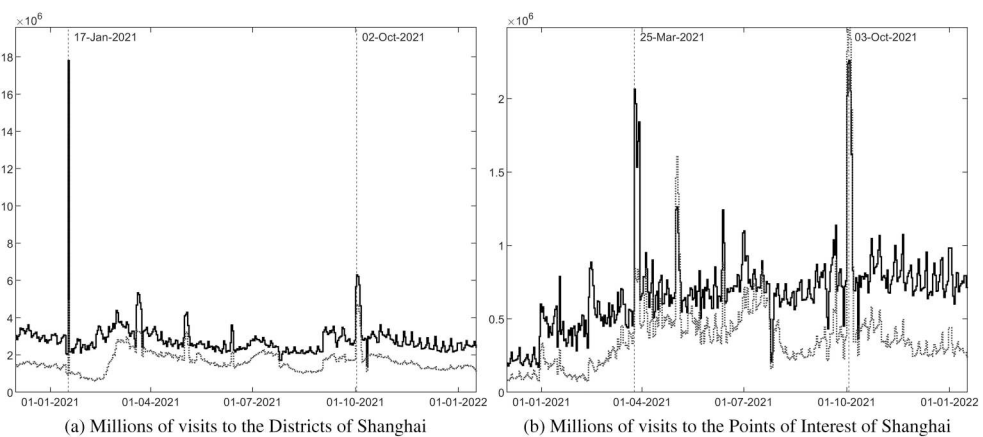 ×10⁶
17-Jan-2021
02-Oct-2021
18
16
14
12
10
8
6
4
2
0
01-01-2021 01-04-2021 01-07-2021 01-10-2021 01-01-2022
(a) Millions of visits to the Districts of Shanghai
×10⁶
25-Mar-2021
03-Oct-2021
2
1.5
1
0.5
0
01-01-2021 01-04-2021 01-07-2021 01-10-2021 01-01-2022
(b) Millions of visits to the Points of Interest of Shanghai